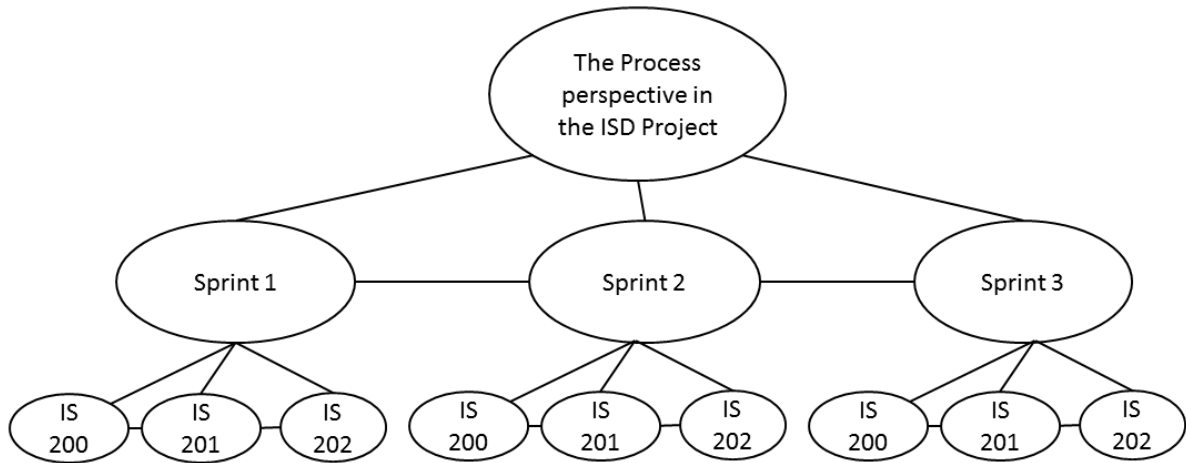 The Process
perspective in
the ISD Project
Sprint 1
Sprint 2
Sprint 3
IS
200
IS
201
IS
202
IS
200
IS
201
IS
202
IS
200
IS
201
IS
202